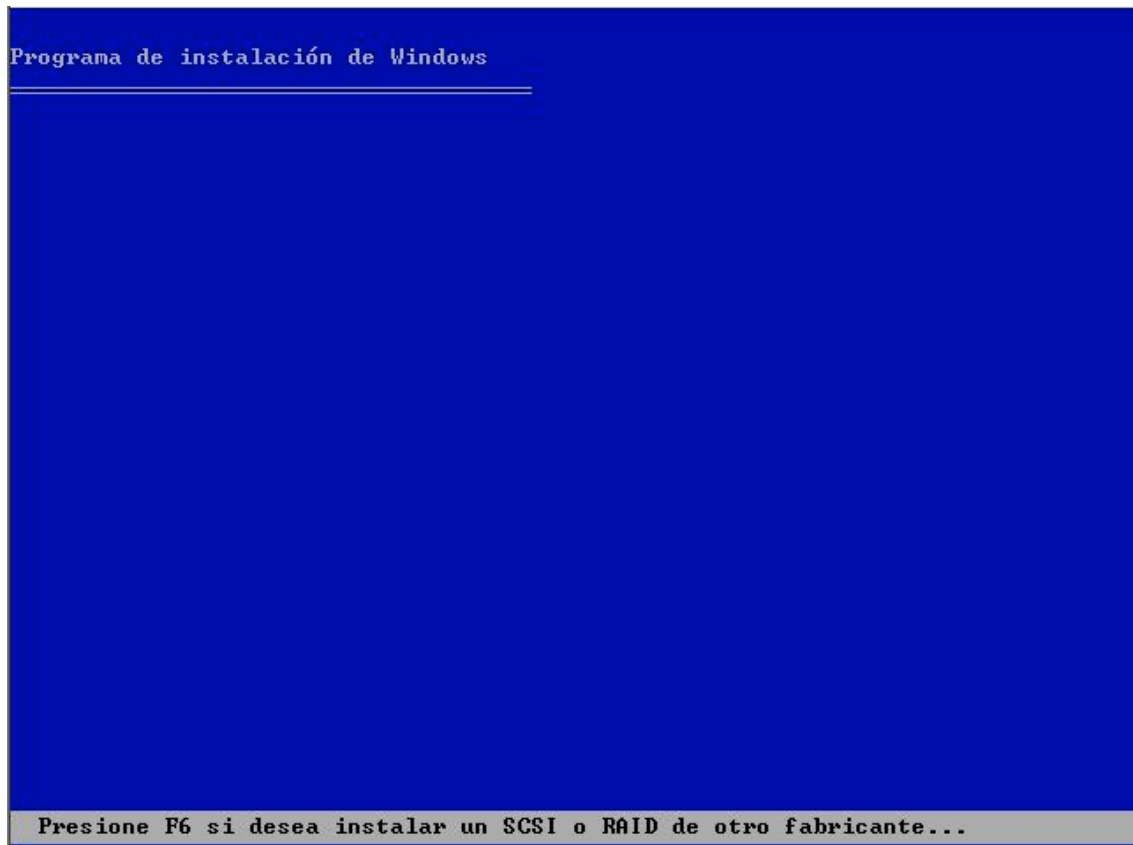 Programa de instalación de Windows
Presione F6 si desea instalar un SCSI o RAID de otro fabricante...